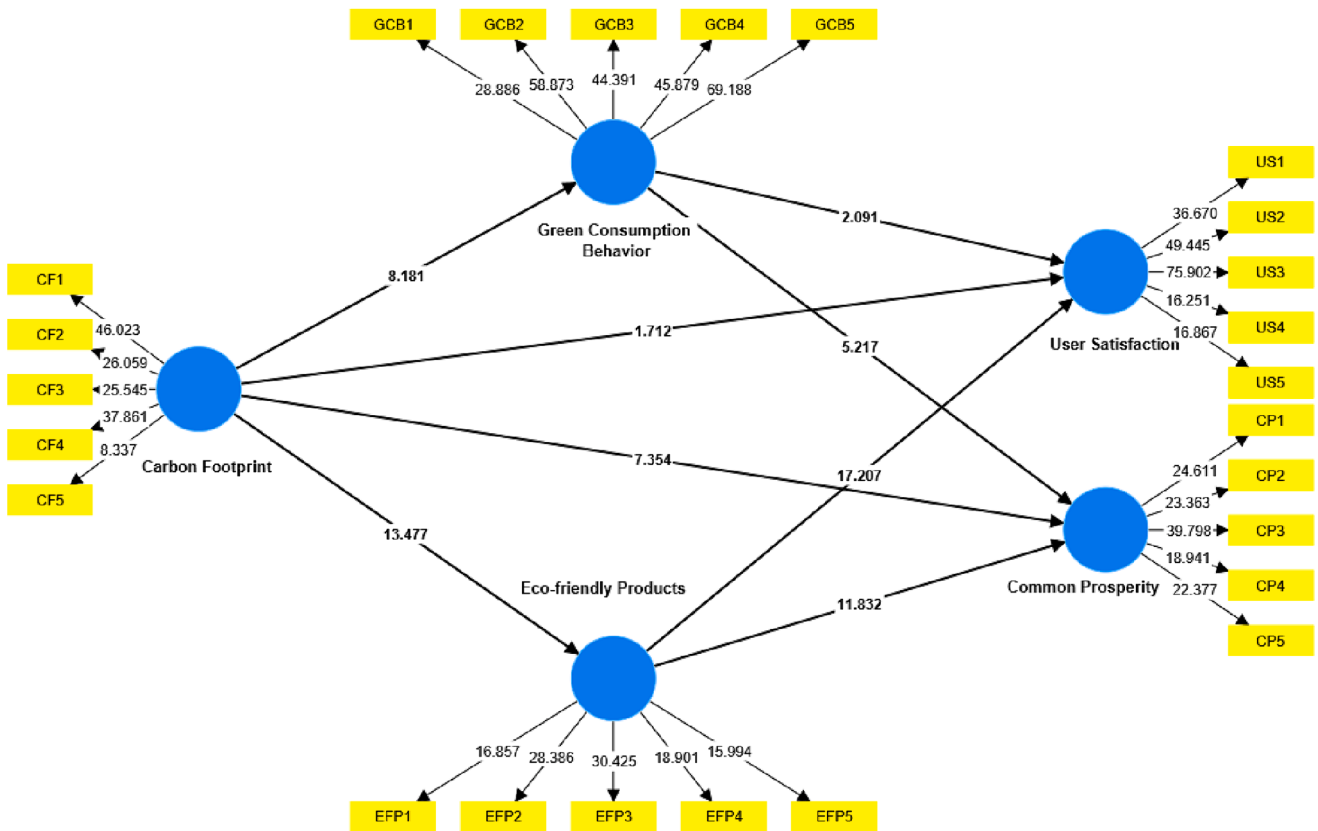 GCB1 GCB2 GCB3 GCB4 GCB5
28.886 58.873 44.391 45.879 69.188
Green Consumption
Behavior
US1
US2
US3
US4
US5
36.670
49.445
75.902
16.251
16.867
User Satisfaction
2.091
8.181
1.712
5.217
CF1
CF2
CF3
CF4
CF5
46.023
26.059
25.545
37.861
8.337
Carbon Footprint
7.354
17.207
13.477
11.832
CP1
CP2
CP3
CP4
CP5
24.611
23.363
39.798
18.941
22.377
Common Prosperity
Eco-friendly Products
16.857 28.386 30.425 18.901 15.994
EFP1 EFP2 EFP3 EFP4 EFP5